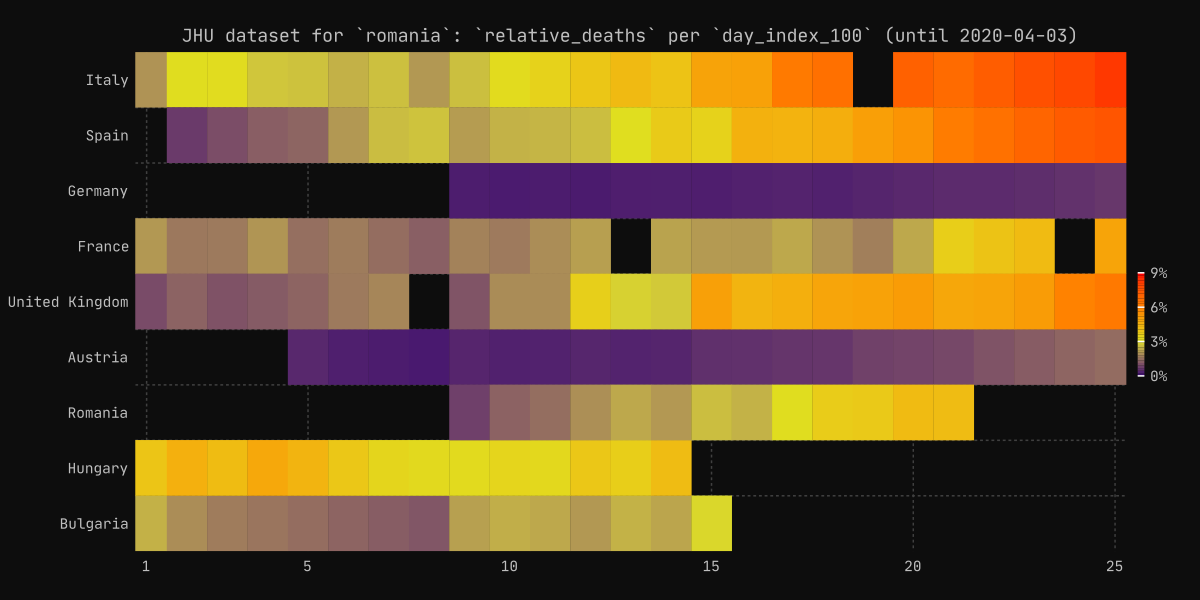 JHU dataset for `romania`: `relative_deaths` per `day_index_100` (until 2020-04-03)
Italy
Spain
Germany
France
United Kingdom
Austria
Romania
Hungary
Bulgaria
9%
6%
3%
0%
1 5 10 15 20 25